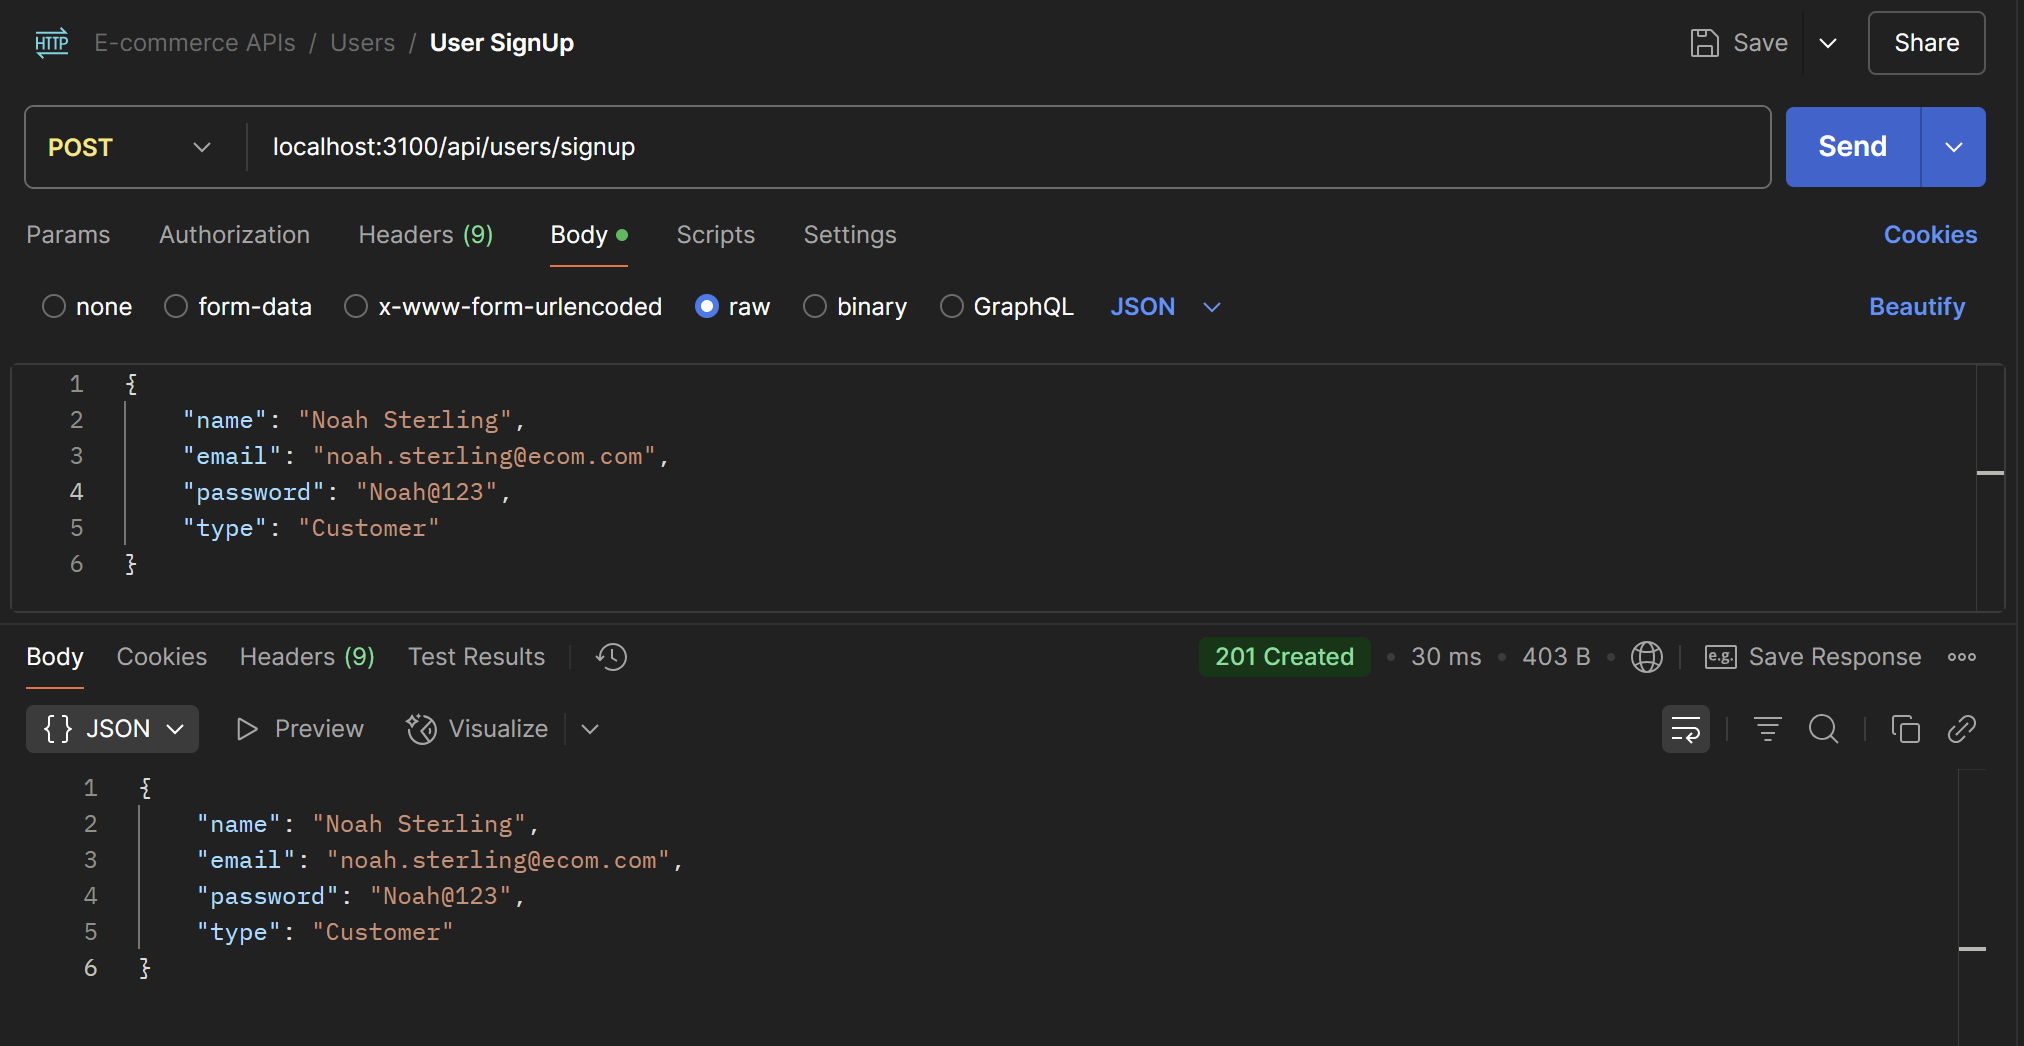 HTTP E-commerce APIs / Users / User SignUp Save Share
POST localhost:3100/api/users/signup Send
Params Authorization Headers (9) Body Scripts Settings Cookies
none form-data x-www-form-urlencoded raw binary GraphQL JSON Beautify
1 {
2 "name": "Noah Sterling",
3 "email": "noah.sterling@ecom.com",
4 "password": "Noah@123",
5 "type": "Customer"
6 }
Body Cookies Headers (9) Test Results 201 Created • 30 ms • 403 B • e.g. Save Response
{} JSON Preview Visualize
1 {
2 "name": "Noah Sterling",
3 "email": "noah.sterling@ecom.com",
4 "password": "Noah@123",
5 "type": "Customer"
6 }